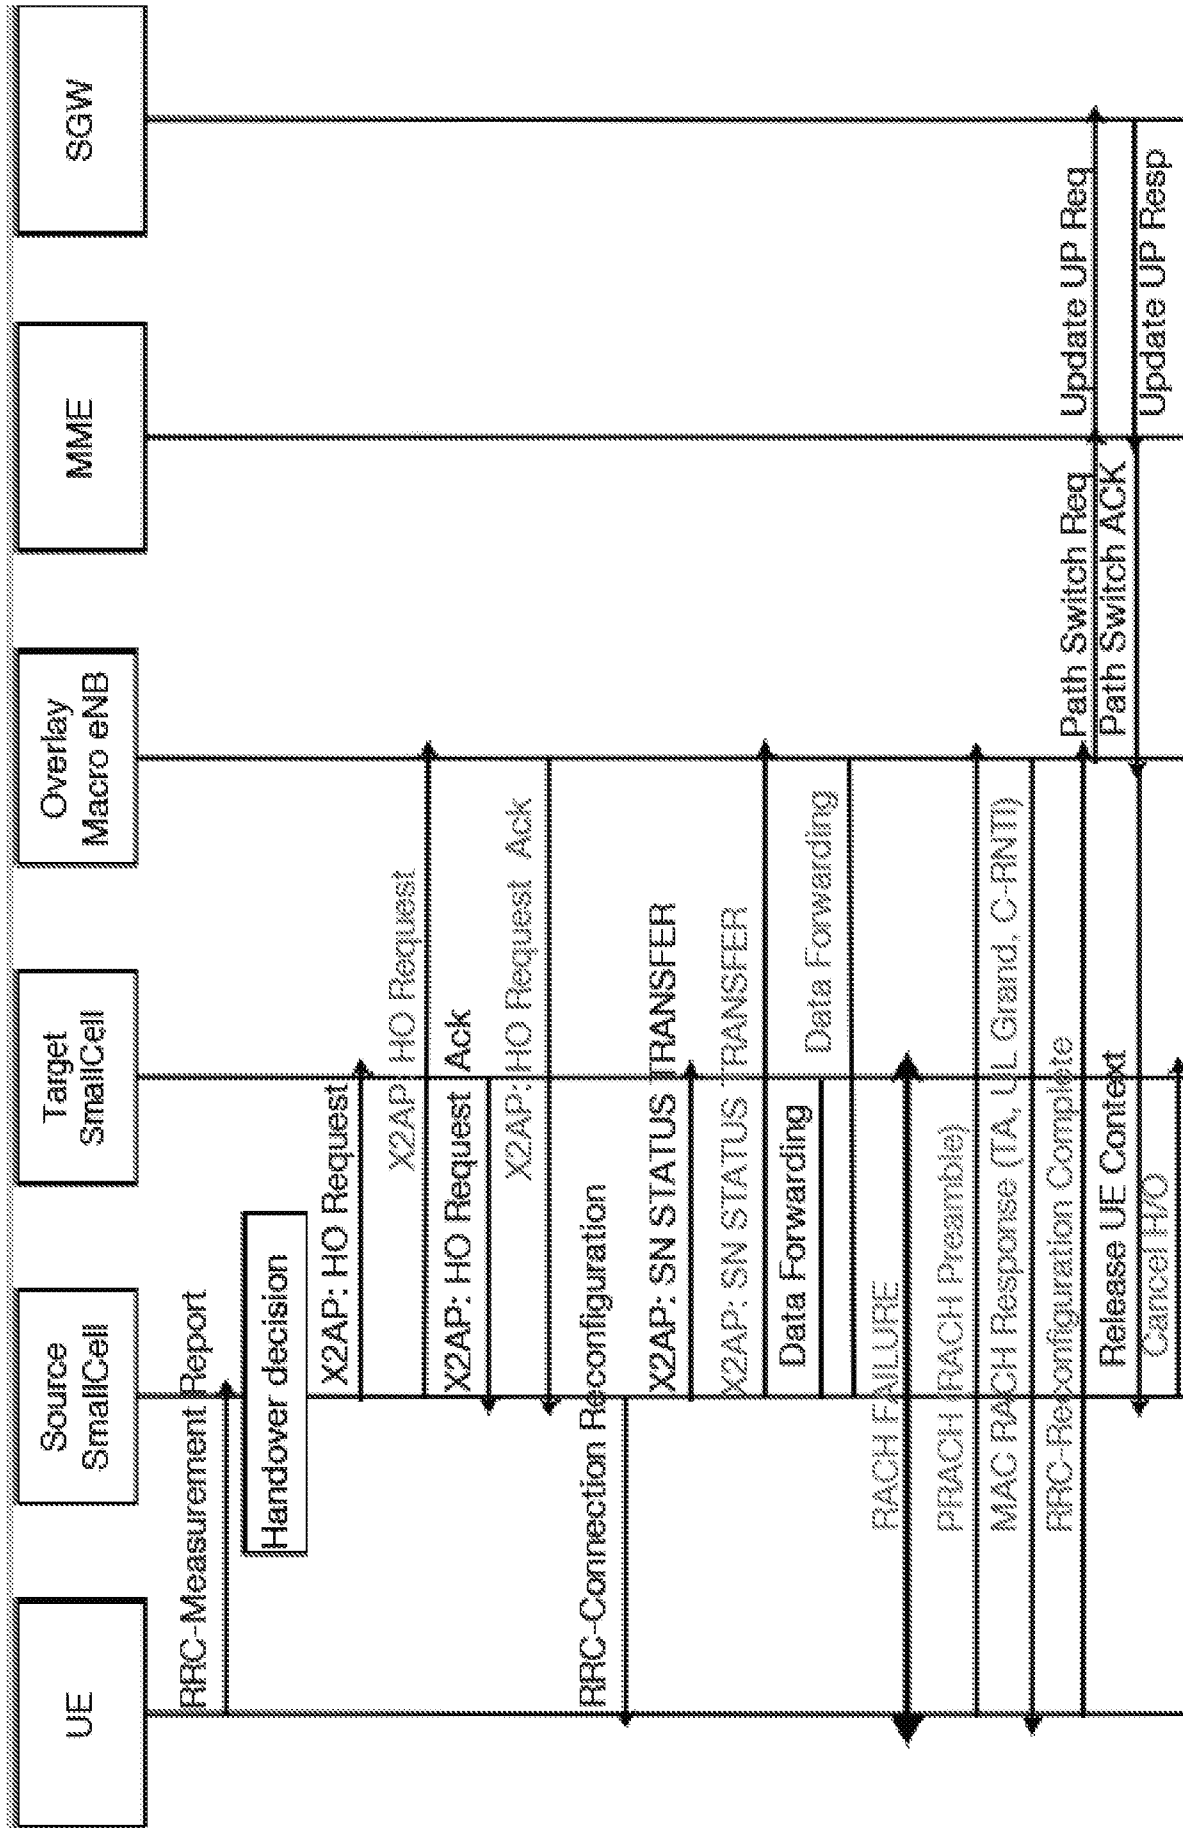 UE
Source
SmallCell
Target
SmallCell
Overlay
Macro eNB
MME
SGW
RRC-Measurement Report
Handover decision
X2AP: HO Request
X2AP: HO Request
X2AP: HO Request Ack
X2AP: HO Request Ack
RRC-Connection Reconfiguration
X2AP: SN STATUS TRANSFER
X2AP: SN STATUS TRANSFER
Data Forwarding
Data Forwarding
RACH FAILURE
PRACH (RACH Preamble)
MAC RACH Response (TA, UL Grand, C-RNTI)
RRC-Reconfiguration Complete
Path Switch Req
Update UP Req
Path Switch ACK
Update UP Resp
Release UE Context
Cancel H/O